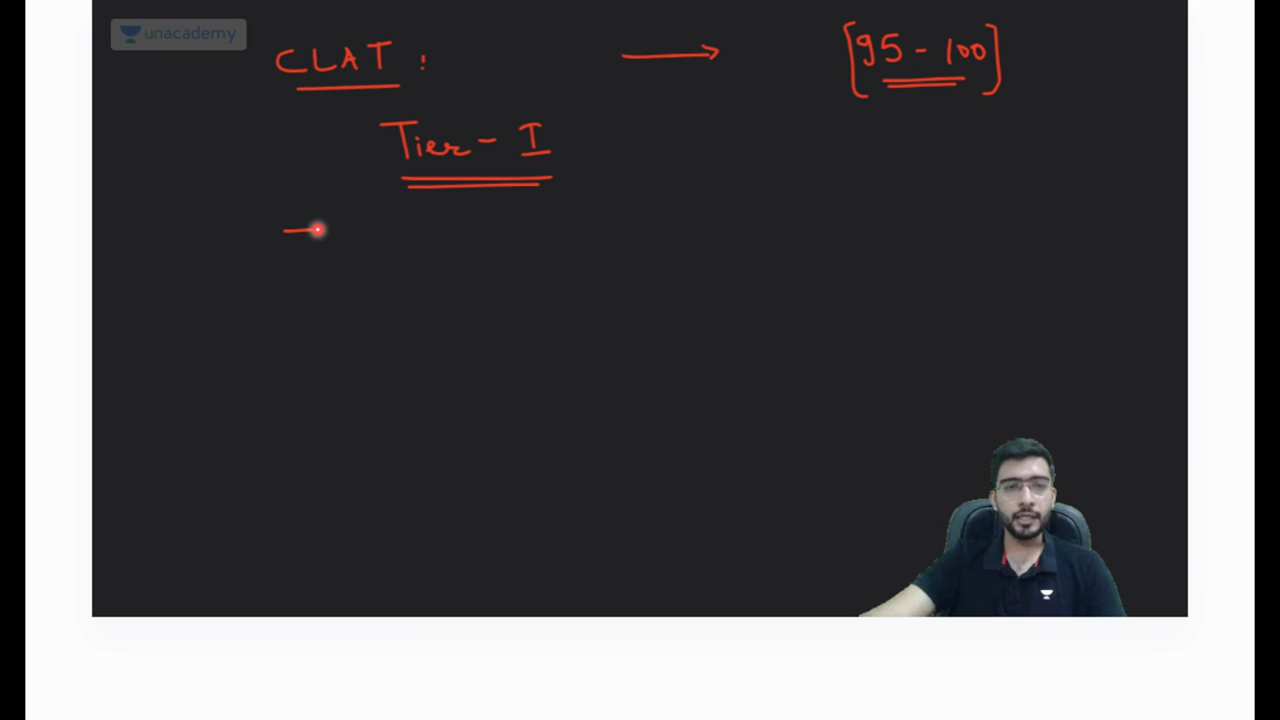 unacademy
CLAT : → [95 - 100]
Tier - I